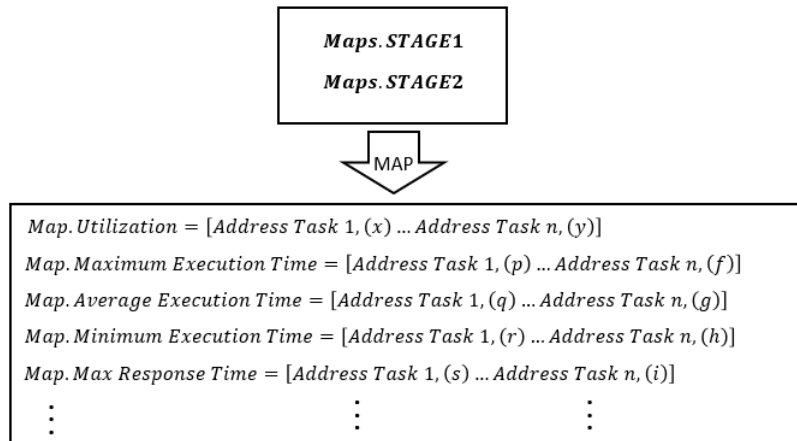 Maps.STAGE1
Maps.STAGE2
MAP
Map.Utilization = [Address Task 1, (x) … Address Task n, (y)]
Map.Maximum Execution Time = [Address Task 1, (p) … Address Task n, (f)]
Map.Average Execution Time = [Address Task 1, (q) … Address Task n, (g)]
Map.Minimum Execution Time = [Address Task 1, (r) … Address Task n, (h)]
Map.Max Response Time = [Address Task 1, (s) … Address Task n, (i)]
⋮ ⋮ ⋮